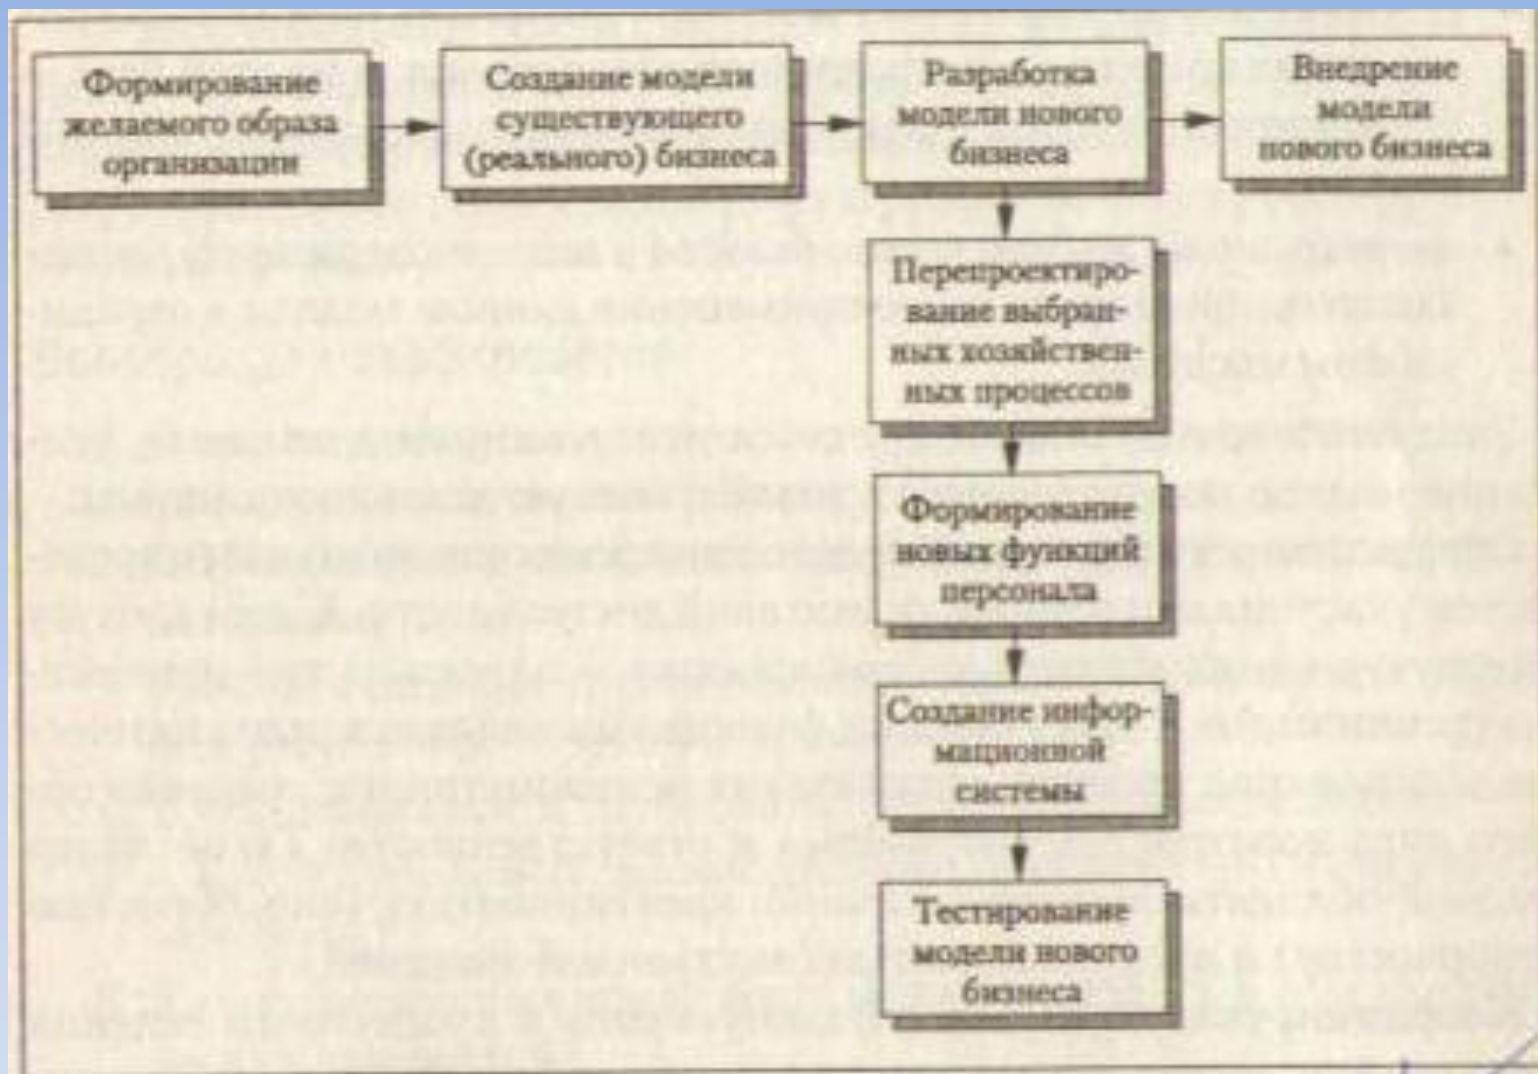 Формирование
желаемого образа
организации
Создание модели
существующего
(реального) бизнеса
Разработка
модели нового
бизнеса
Внедрение
модели
нового бизнеса
Перепроектиро-
вание выбран-
ных хозяйствен-
ных процессов
Формирование
новых функций
персонала
Создание инфор-
мационной
системы
Тестирование
модели нового
бизнеса